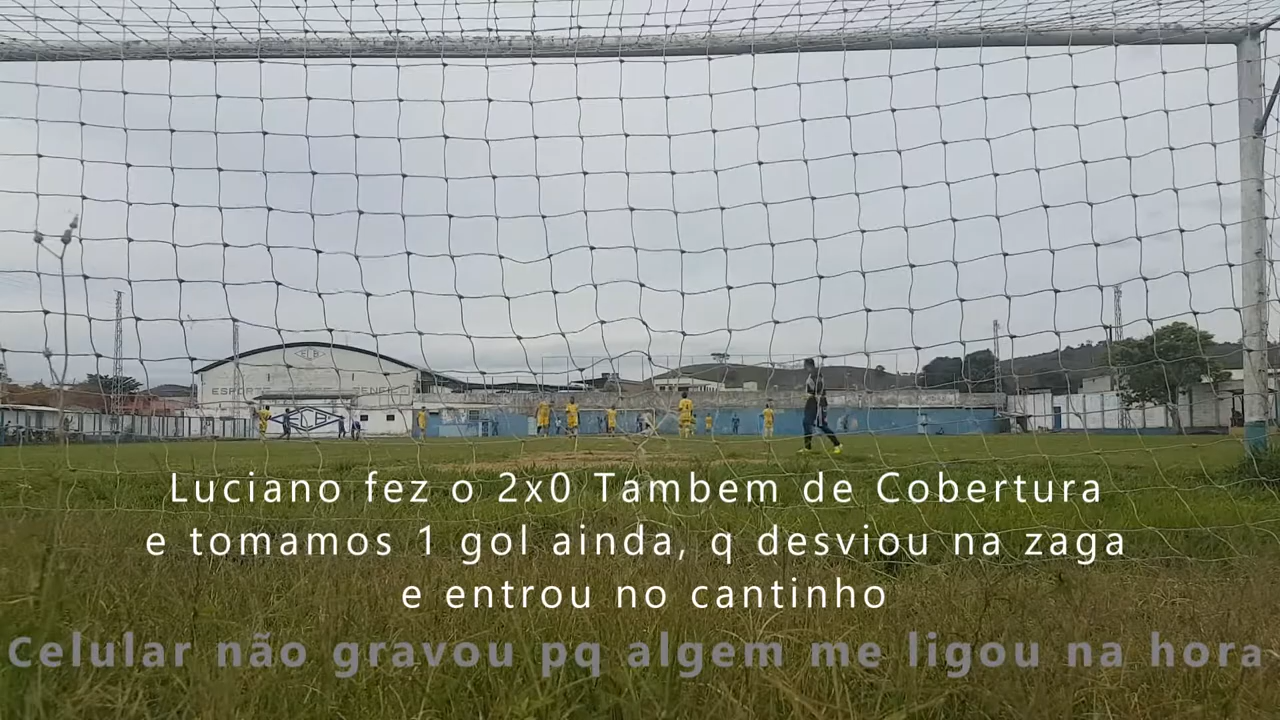 Luciano fez o 2x0 Tambem de Cobertura
e tomamos 1 gol ainda, q desviou na zaga
e entrou no cantinho
Celular não gravou pq algem me ligou na hora